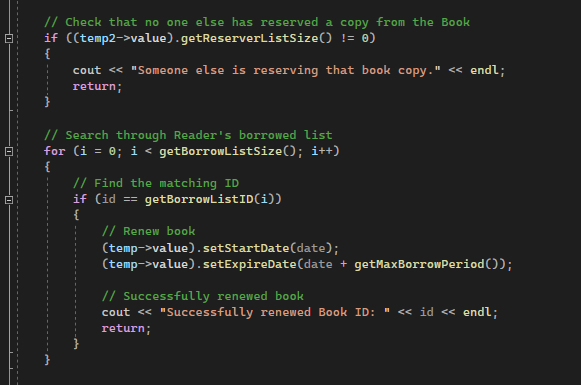 // Check that no one else has reserved a copy from the Book
if ((temp2->value).getReserverListSize() != 0)
{
    cout << "Someone else is reserving that book copy." << endl;
    return;
}

// Search through Reader's borrowed list
for (i = 0; i < getBorrowListSize(); i++)
{
    // Find the matching ID
    if (id == getBorrowListID(i))
    {
        // Renew book
        (temp->value).setStartDate(date);
        (temp->value).setExpireDate(date + getMaxBorrowPeriod());

        // Successfully renewed book
        cout << "Successfully renewed Book ID: " << id << endl;
        return;
    }
}